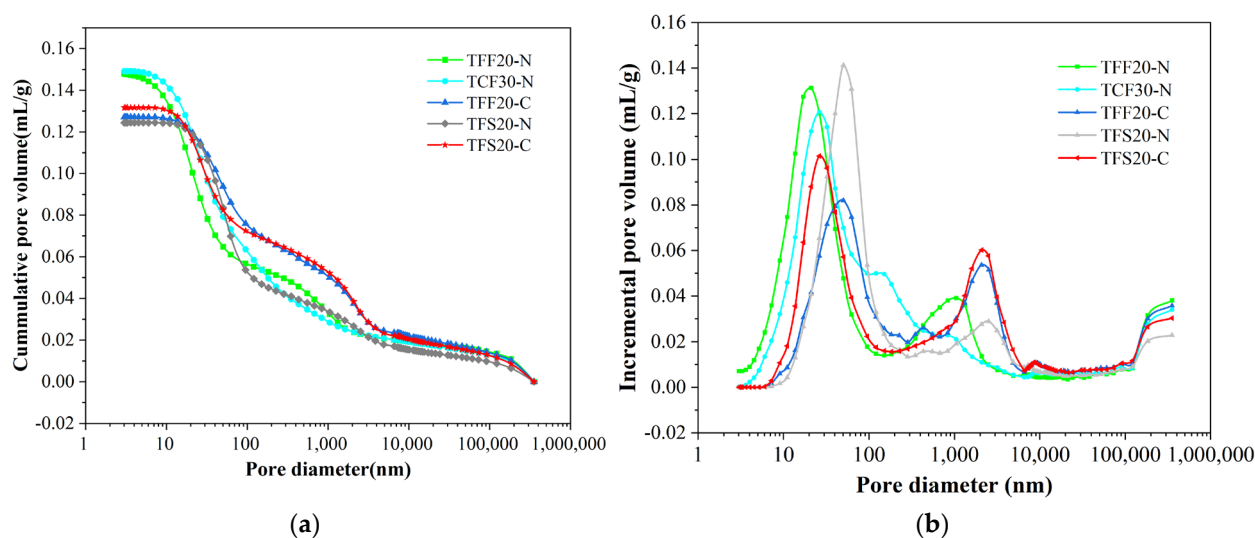 0.16
0.14
0.12
0.10
0.08
0.06
0.04
0.02
0.00
-0.02
Cummulative pore volume(mL/g)
TFF20-N
TCF30-N
TFF20-C
TFS20-N
TFS20-C
1 10 100 1,000 10,000 100,000 1,000,000
Pore diameter(nm)
(a)
0.16
0.14
0.12
0.10
0.08
0.06
0.04
0.02
0.00
-0.02
Incremental pore volume (mL/g)
TFF20-N
TCF30-N
TFF20-C
TFS20-N
TFS20-C
1 10 100 1,000 10,000 100,000 1,000,000
Pore diameter (nm)
(b)